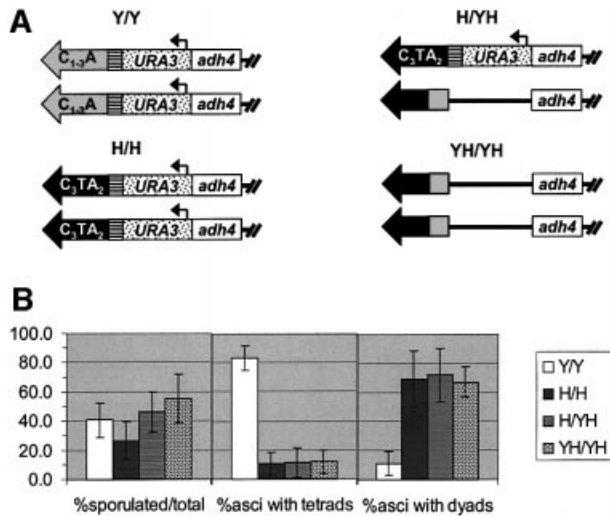 A
Y/Y
C₁₋₃A URA3 adh4
C₁₋₃A URA3 adh4
H/H
C₃TA₂ URA3 adh4
C₃TA₂ URA3 adh4
H/YH
C₃TA₂ URA3 adh4
adh4
YH/YH
adh4
adh4
B
100.0
80.0
60.0
40.0
20.0
0.0
%sporulated/total %asci with tetrads %asci with dyads
Y/Y
H/H
H/YH
YH/YH